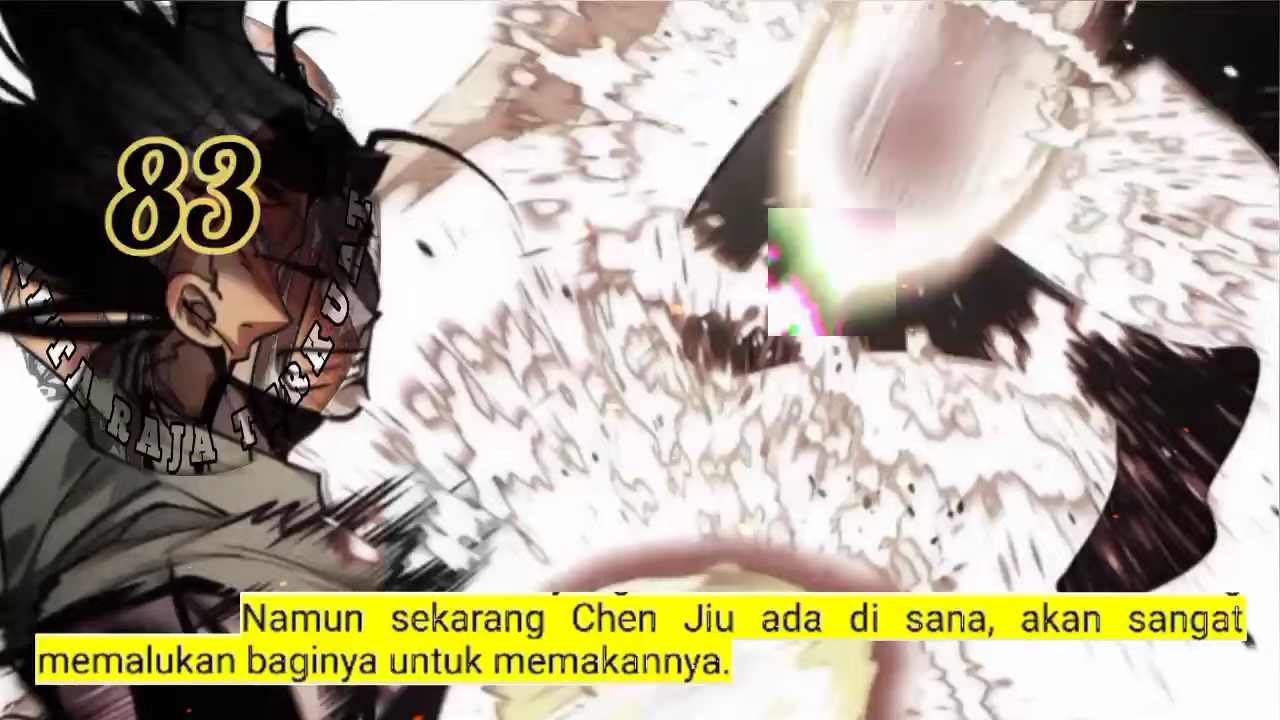 83
RAJA
Namun sekarang Chen Jiu ada di sana, akan sangat
memalukan baginya untuk memakannya.